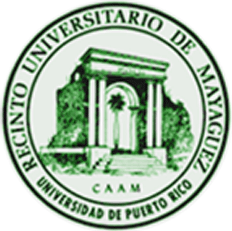 RECINTO UNIVERSITARIO DE MAYAGUEZ
CAAM
UNIVERSIDAD DE PUERTO RICO